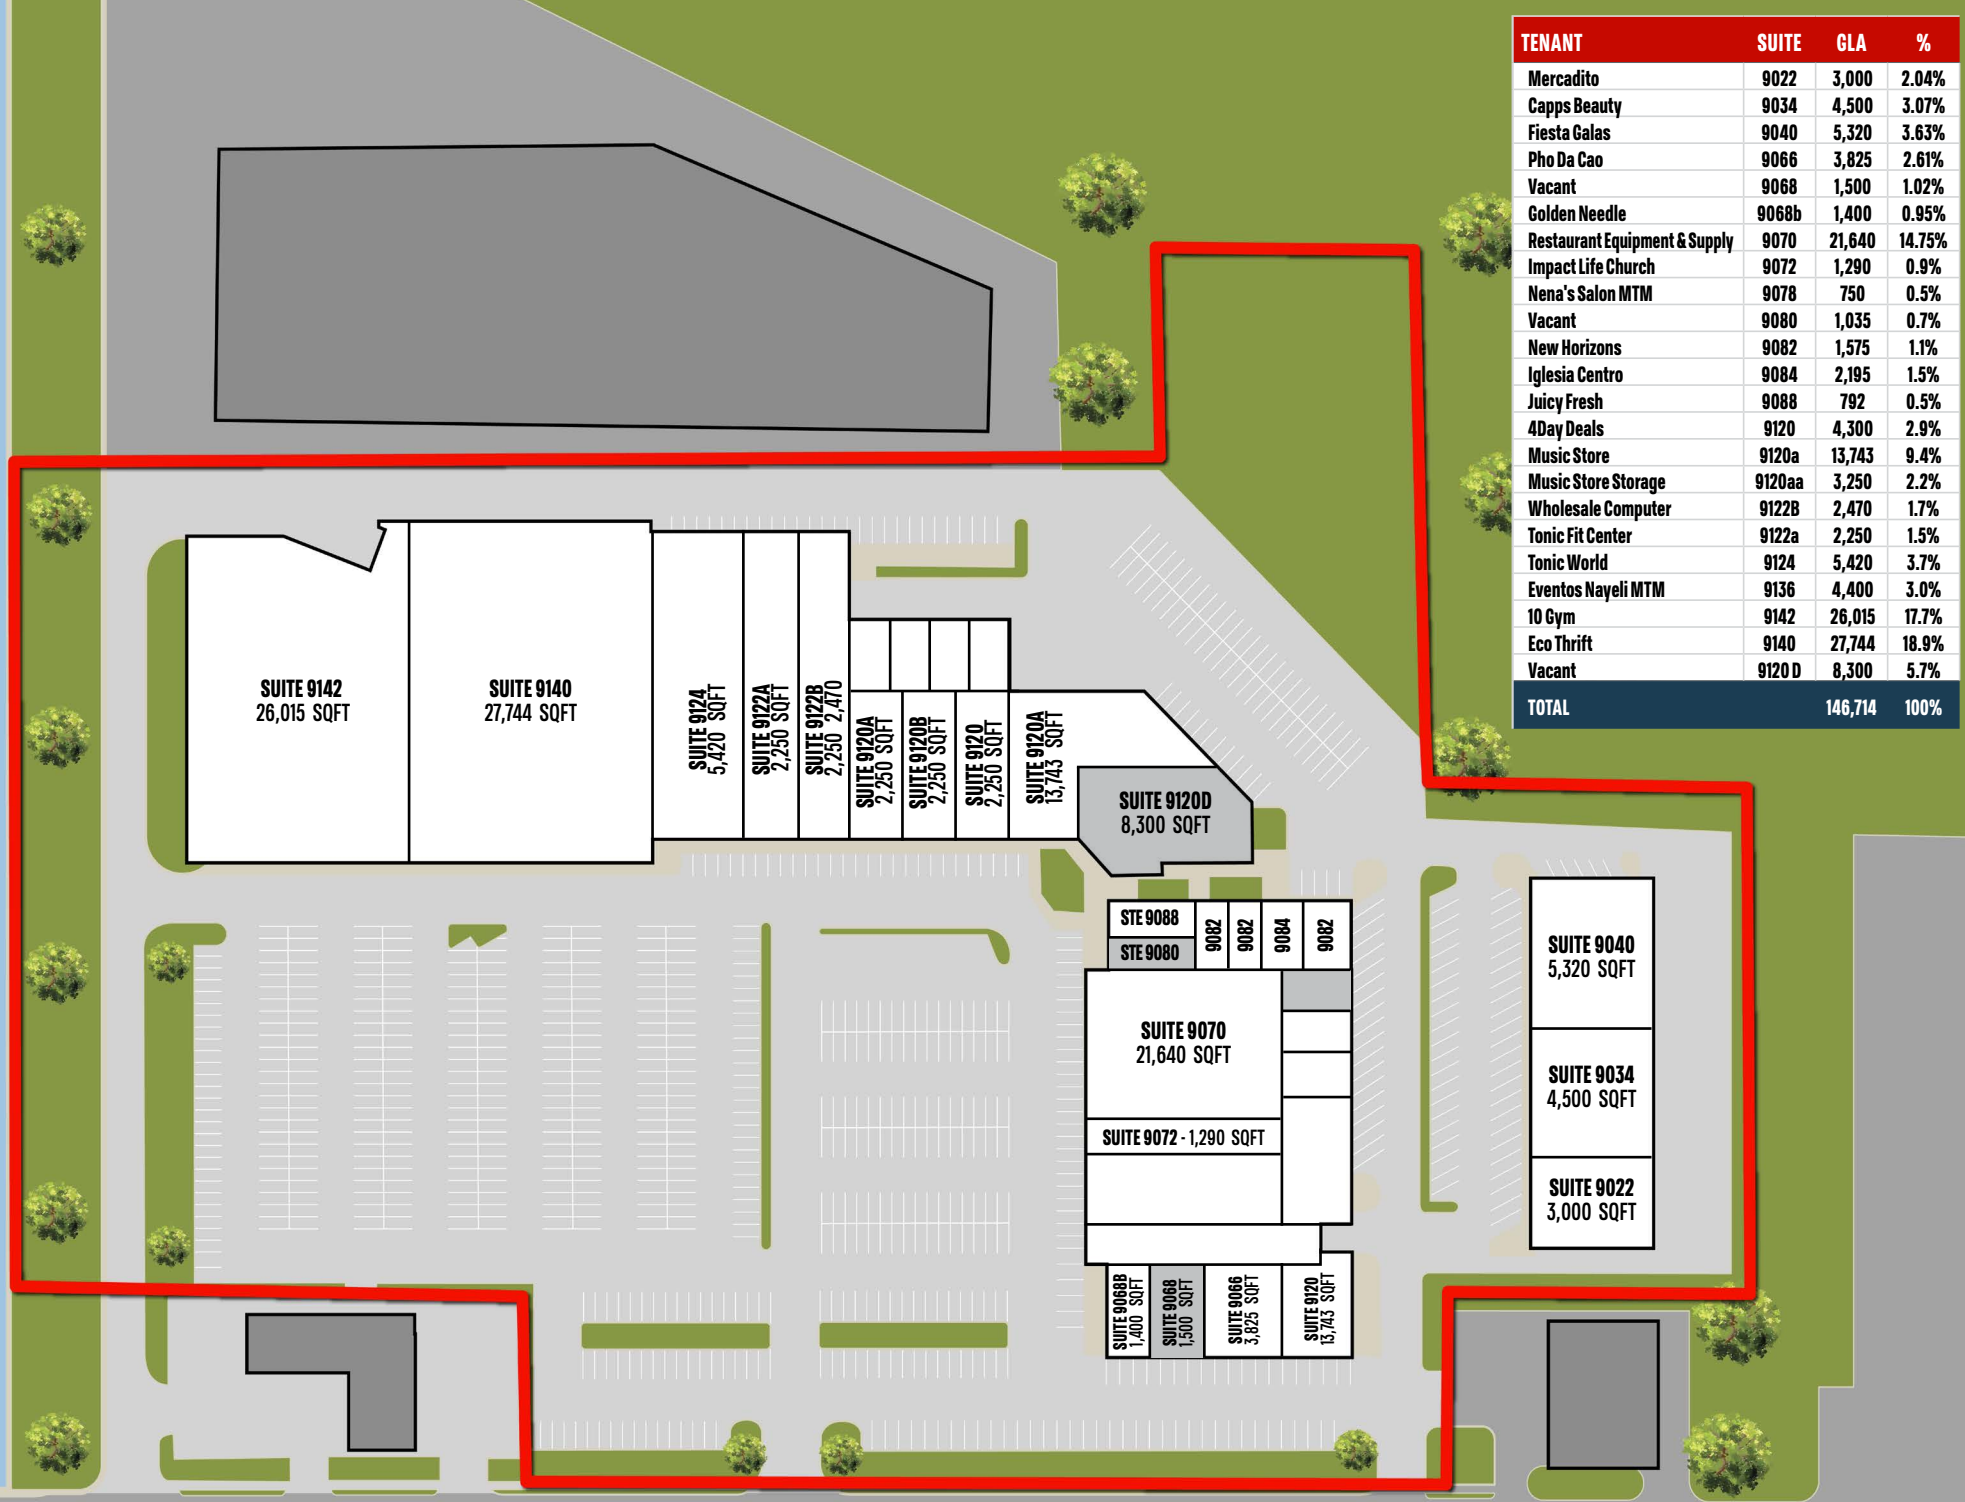 TENANT SUITE GLA %
Mercadito 9022 3,000 2.04%
Capps Beauty 9034 4,500 3.07%
Fiesta Galas 9040 5,320 3.63%
Pho Da Cao 9066 3,825 2.61%
Vacant 9068 1,500 1.02%
Golden Needle 9068b 1,400 0.95%
Restaurant Equipment & Supply 9070 21,640 14.75%
Impact Life Church 9072 1,290 0.9%
Nena's Salon MTM 9078 750 0.5%
Vacant 9080 1,035 0.7%
New Horizons 9082 1,575 1.1%
Iglesia Centro 9084 2,195 1.5%
Juicy Fresh 9088 792 0.5%
4Day Deals 9120 4,300 2.9%
Music Store 9120a 13,743 9.4%
Music Store Storage 9120aa 3,250 2.2%
Wholesale Computer 9122B 2,470 1.7%
Tonic Fit Center 9122a 2,250 1.5%
Tonic World 9124 5,420 3.7%
Eventos Nayeli MTM 9136 4,400 3.0%
10 Gym 9142 26,015 17.7%
Eco Thrift 9140 27,744 18.9%
Vacant 9120 D 8,300 5.7%
TOTAL 146,714 100%
SUITE 9142
26,015 SQFT
SUITE 9140
27,744 SQFT
SUITE 9124
5,420 SQFT
SUITE 9122A
2,250 SQFT
SUITE 9122B
2,250 2,470
SUITE 9120A
2,250 SQFT
SUITE 9120B
2,250 SQFT
SUITE 9120
2,250 SQFT
SUITE 9120A
13,743 SQFT
SUITE 9120D
8,300 SQFT
STE 9088
STE 9080
9082
9082
9084
9082
SUITE 9070
21,640 SQFT
SUITE 9072 - 1,290 SQFT
SUITE 9068B
1,400 SQFT
SUITE 9068
1,500 SQFT
SUITE 9066
3,825 SQFT
SUITE 9120
13,743 SQFT
SUITE 9040
5,320 SQFT
SUITE 9034
4,500 SQFT
SUITE 9022
3,000 SQFT